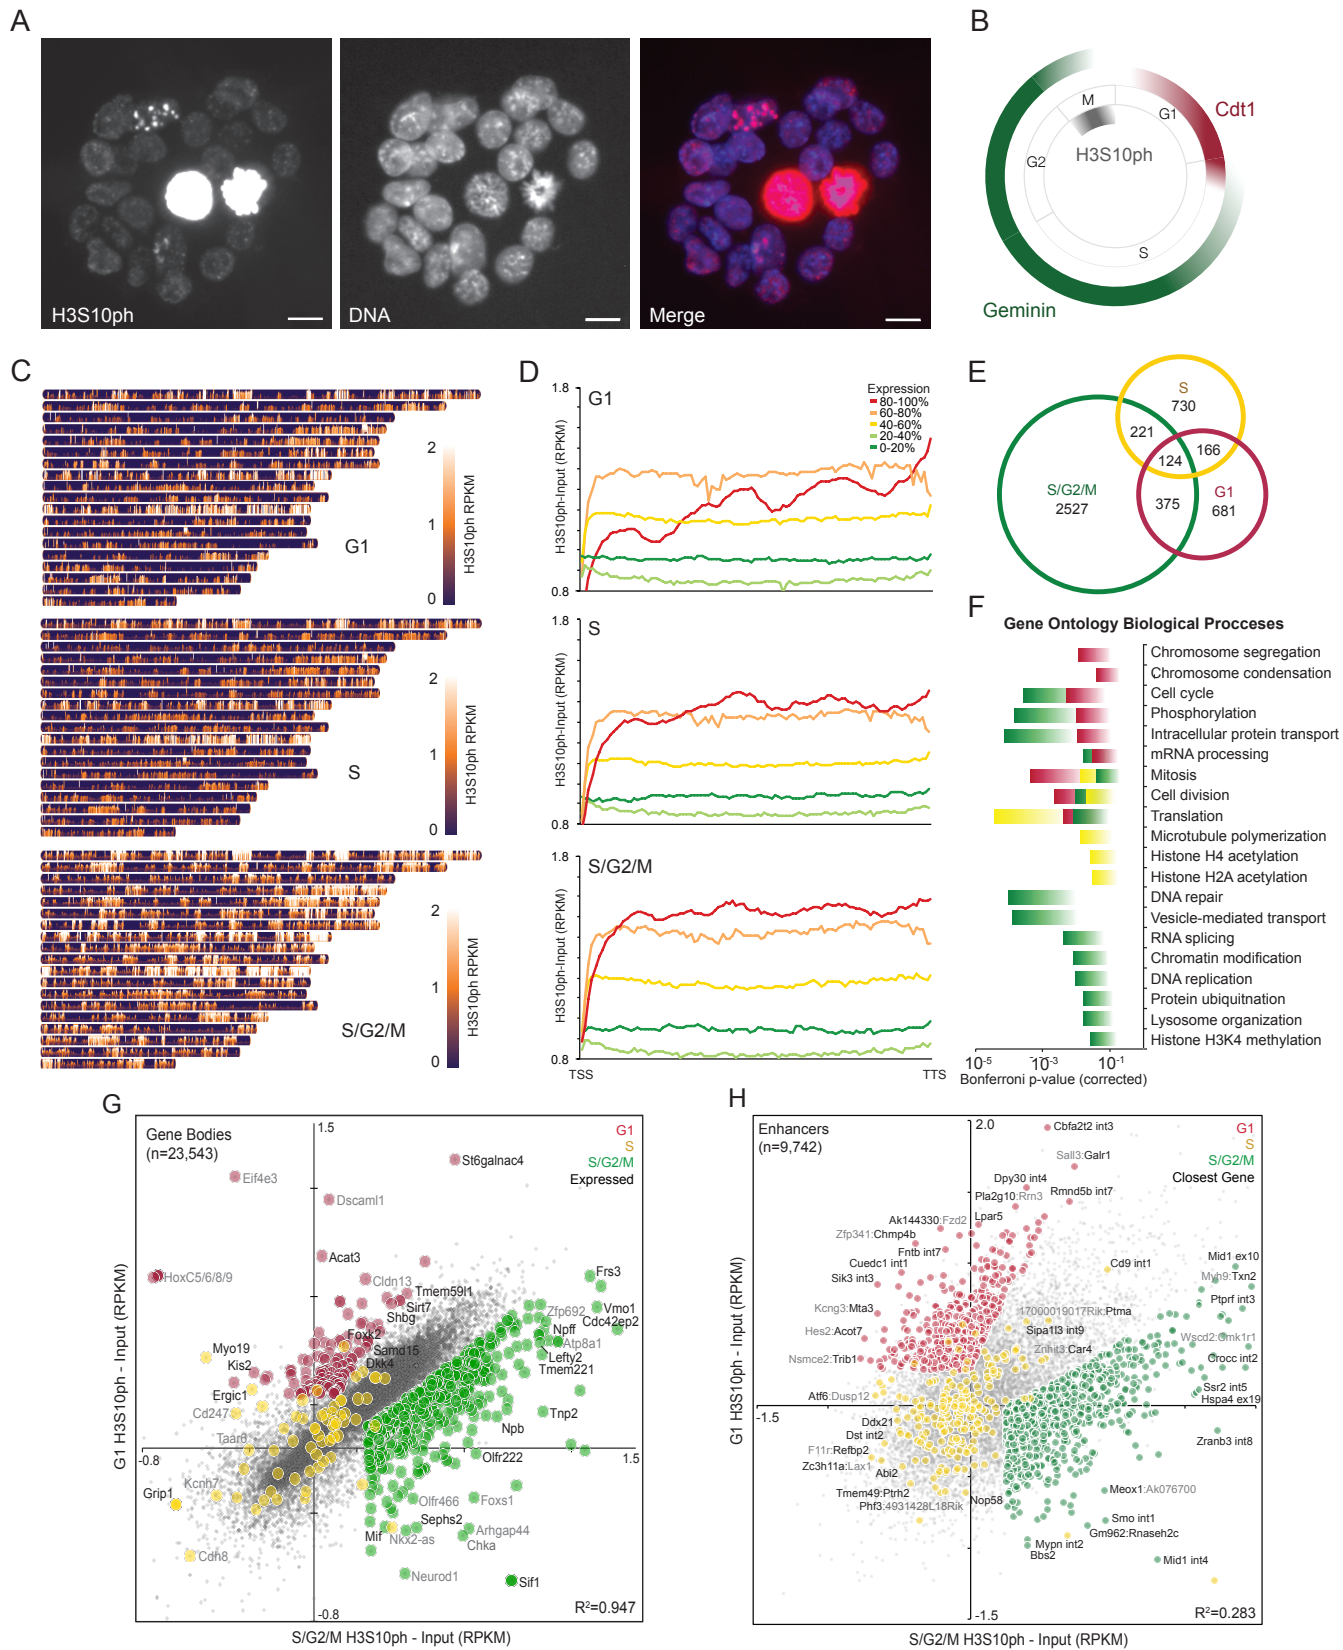 A
H3S10ph
DNA
Merge
B
M
G1
Cdt1
H3S10ph
G2
S
Geminin
C
2
1
0
H3S10ph RPKM
G1
2
1
0
H3S10ph RPKM
S
2
1
0
H3S10ph RPKM
S/G2/M
D
1.8
G1
Expression
80-100%
60-80%
40-60%
20-40%
0-20%
H3S10ph-Input (RPKM)
0.8
1.8
S
H3S10ph-Input (RPKM)
0.8
1.8
S/G2/M
H3S10ph-Input (RPKM)
0.8
TSS
TTS
E
S
730
221
166
124
S/G2/M
2527
375
G1
681
F
Gene Ontology Biological Proccesses
Chromosome segregation
Chromosome condensation
Cell cycle
Phosphorylation
Intracellular protein transport
mRNA processing
Mitosis
Cell division
Translation
Microtubule polymerization
Histone H4 acetylation
Histone H2A acetylation
DNA repair
Vesicle-mediated transport
RNA splicing
Chromatin modification
DNA replication
Protein ubiquitnation
Lysosome organization
Histone H3K4 methylation
10-5
10-3
10-1
Bonferroni p-value (corrected)
G
Gene Bodies
(n=23,543)
1.5
G1
S
S/G2/M
Expressed
St6galnac4
Eif4e3
Dscaml1
Acat3
HoxC5/6/8/9
Cldn13
Frs3
Tmem59l1
Sirt7
Shbg
Zfp692
Vmo1
Cdc42ep2
Foxk2
Npff
Myo19
Samd15
Atp8a1
Kis2
Dkk4
Lefty2
Tmem221
Ergic1
Cd247
Tnp2
Npb
Taar6
-0.8
1.5
Olfr222
Kcnh7
Grip1
Olfr466
Foxs1
Sephs2
Mif
Nkx2-as
Arhgap44
Chka
Cdh8
Neurod1
Sif1
-0.8
R2=0.947
G1 H3S10ph - Input (RPKM)
S/G2/M H3S10ph - Input (RPKM)
H
Enhancers
(n=9,742)
2.0
G1
S
S/G2/M
Closest Gene
Cbfa2t2 int3
Sall3:Galr1
Dpy30 int4
Pla2g10:Rrn3
Rmnd5b int7
Ak144330:Fzd2
Lpar5
Zfp341:Chmp4b
Fntb int7
Mid1 ex10
Cuedc1 int1
Cd9 int1
Sik3 int3
Myh9:Txn2
Ptprf int3
Kcng3:Mta3
17000019017Rik:Ptma
Hes2:Acot7
Sipa1l3 int9
Wscd2:Cmk1r1
Nsmce2:Trib1
Znhit3:Car4
Crocc int2
Atf6:Dusp12
Ssr2 int5
Hspa4 ex19
-1.5
1.5
Ddx21
Dst int2
Zranb3 int8
F11r:Refbp2
Zc3h11a:Lax1
Abi2
Tmem49:Ptrh2
Nop58
Meox1:Ak076700
Phf3:4931428L18Rik
Smo int1
Gm962:Rnaseh2c
Mypn int2
Bbs2
Mid1 int4
-1.5
R2=0.283
G1 H3S10ph - Input (RPKM)
S/G2/M H3S10ph - Input (RPKM)